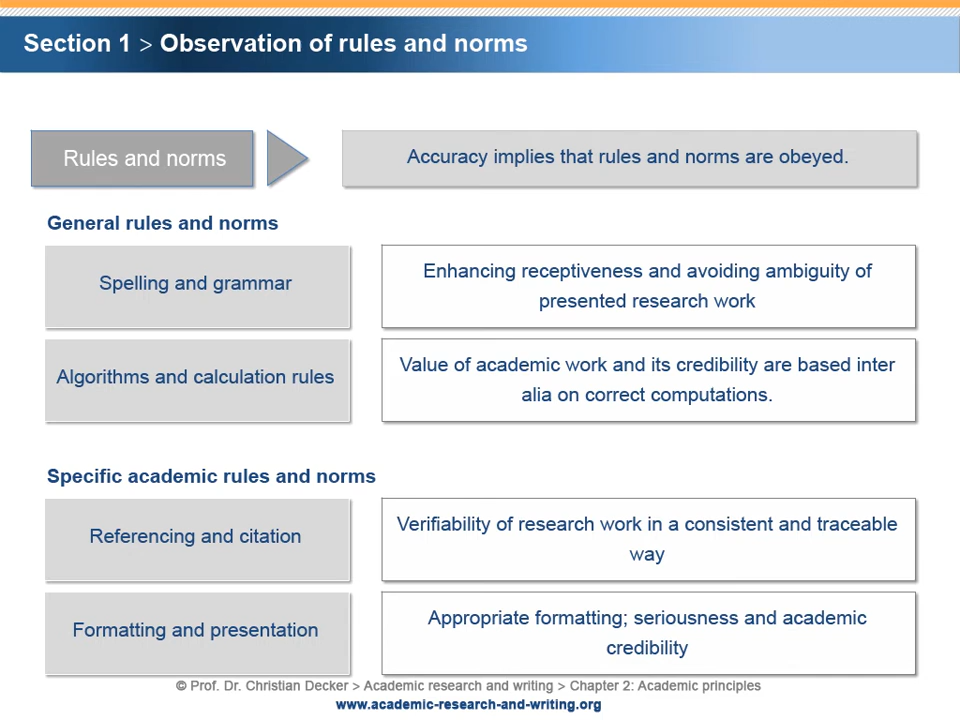 Section 1 > Observation of rules and norms
Rules and norms
Accuracy implies that rules and norms are obeyed.
General rules and norms
Spelling and grammar
Enhancing receptiveness and avoiding ambiguity of
presented research work
Algorithms and calculation rules
Value of academic work and its credibility are based inter
alia on correct computations.
Specific academic rules and norms
Referencing and citation
Verifiability of research work in a consistent and traceable
way
Formatting and presentation
Appropriate formatting; seriousness and academic
credibility
© Prof. Dr. Christian Decker > Academic research and writing > Chapter 2: Academic principles
www.academic-research-and-writing.org